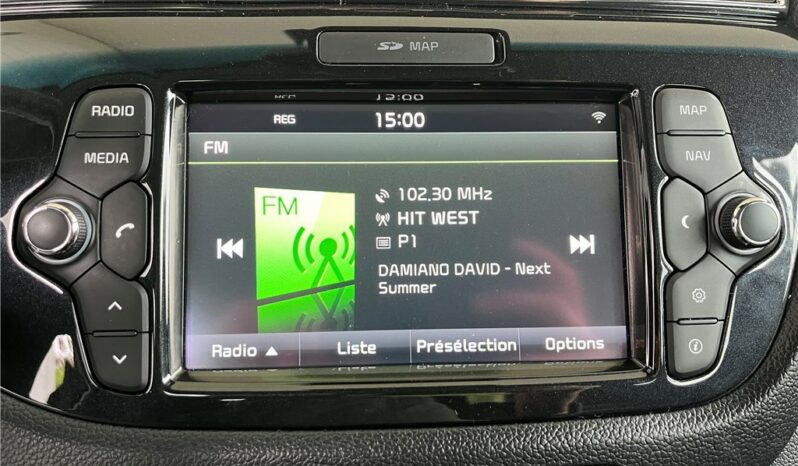 SD MAP
RADIO
MEDIA
REG
15:00
FM
FM
102.30 MHz
HIT WEST
P1
DAMIANO DAVID - Next
Summer
Radio ▲
Liste
Présélection
Options
MAP
NAV